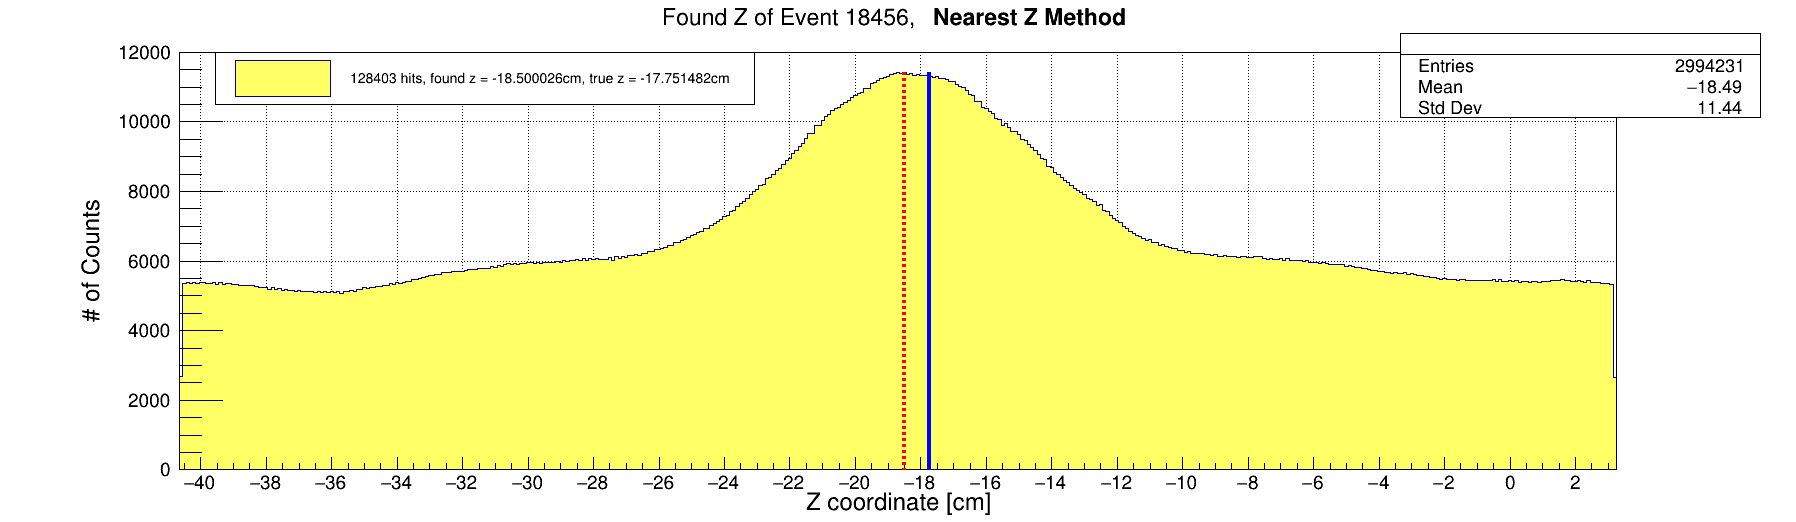 Found Z of Event 18456, Nearest Z Method
128403 hits, found z = -18.500026cm, true z = -17.751482cm
Entries 2994231
Mean −18.49
Std Dev 11.44
12000
10000
8000
6000
4000
2000
0
# of Counts
−40 −38 −36 −34 −32 −30 −28 −26 −24 −22 −20 −18 −16 −14 −12 −10 −8 −6 −4 −2 0 2
Z coordinate [cm]